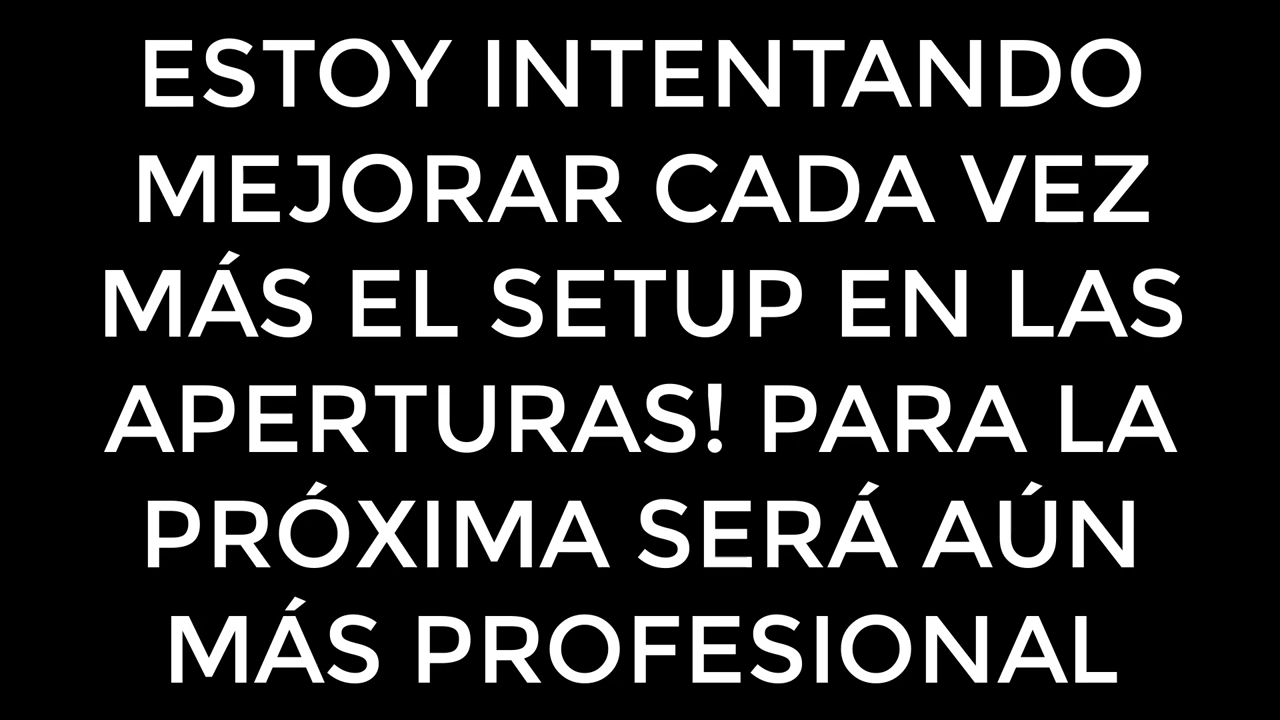 ESTOY INTENTANDO
MEJORAR CADA VEZ
MÁS EL SETUP EN LAS
APERTURAS! PARA LA
PRÓXIMA SERÁ AÚN
MÁS PROFESIONAL